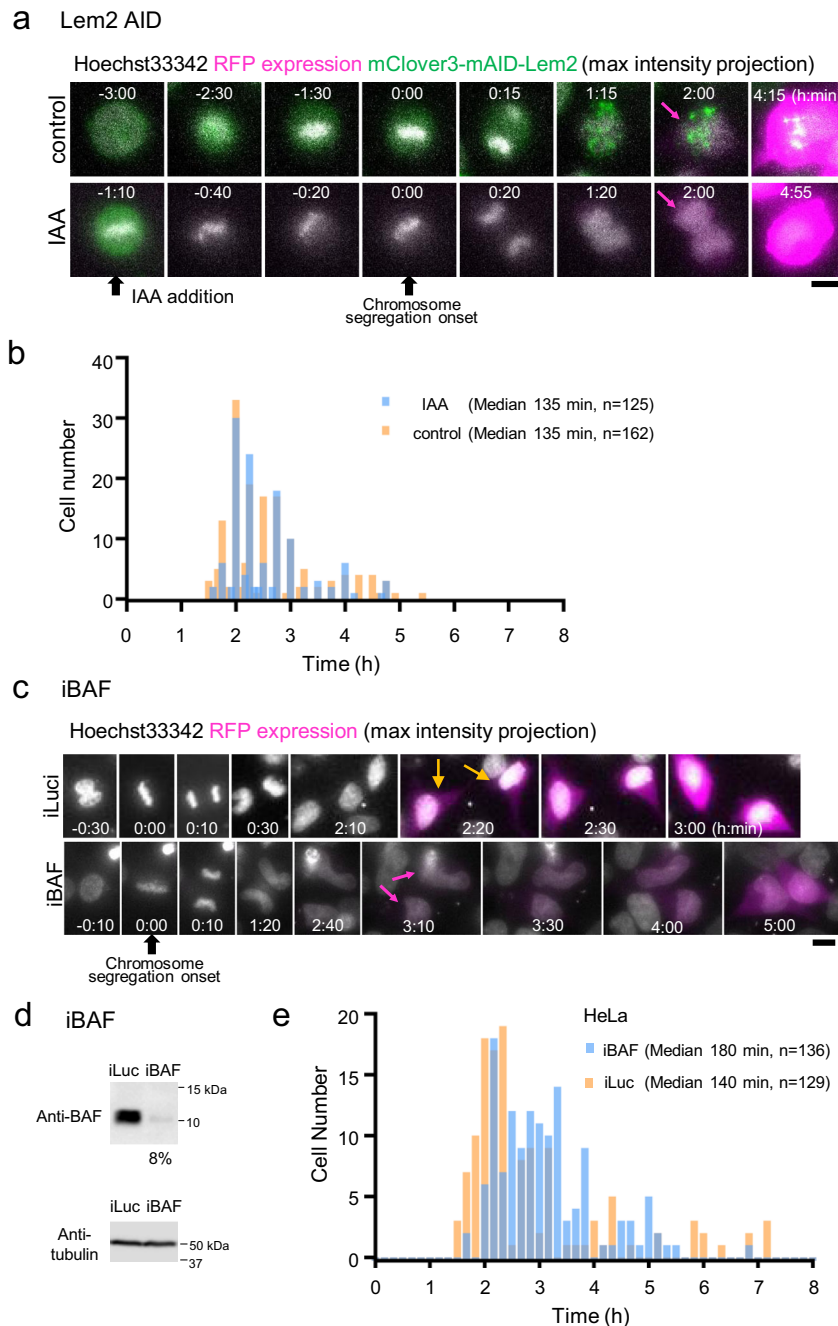 a Lem2 AID
Hoechst33342 RFP expression mClover3-mAID-Lem2 (max intensity projection)
control
-3:00 -2:30 -1:30 0:00 0:15 1:15 2:00 4:15 (h:min)
IAA
-1:10 -0:40 -0:20 0:00 0:20 1:20 2:00 4:55
IAA addition
Chromosome
segregation onset
b
40
30
20
10
0
Cell number
IAA (Median 135 min, n=125)
control (Median 135 min, n=162)
0 1 2 3 4 5 6 7 8
Time (h)
c iBAF
Hoechst33342 RFP expression (max intensity projection)
iLuci
-0:30 0:00 0:10 0:30 2:10 2:20 2:30 3:00 (h:min)
iBAF
-0:10 0:00 0:10 1:20 2:40 3:10 3:30 4:00 5:00
Chromosome
segregation onset
d iBAF
iLuc iBAF
15 kDa
Anti-BAF
10
8%
iLuc iBAF
Anti-
tubulin
50 kDa
37
e
HeLa
iBAF (Median 180 min, n=136)
iLuc (Median 140 min, n=129)
20
15
10
5
0
Cell Number
0 1 2 3 4 5 6 7 8
Time (h)